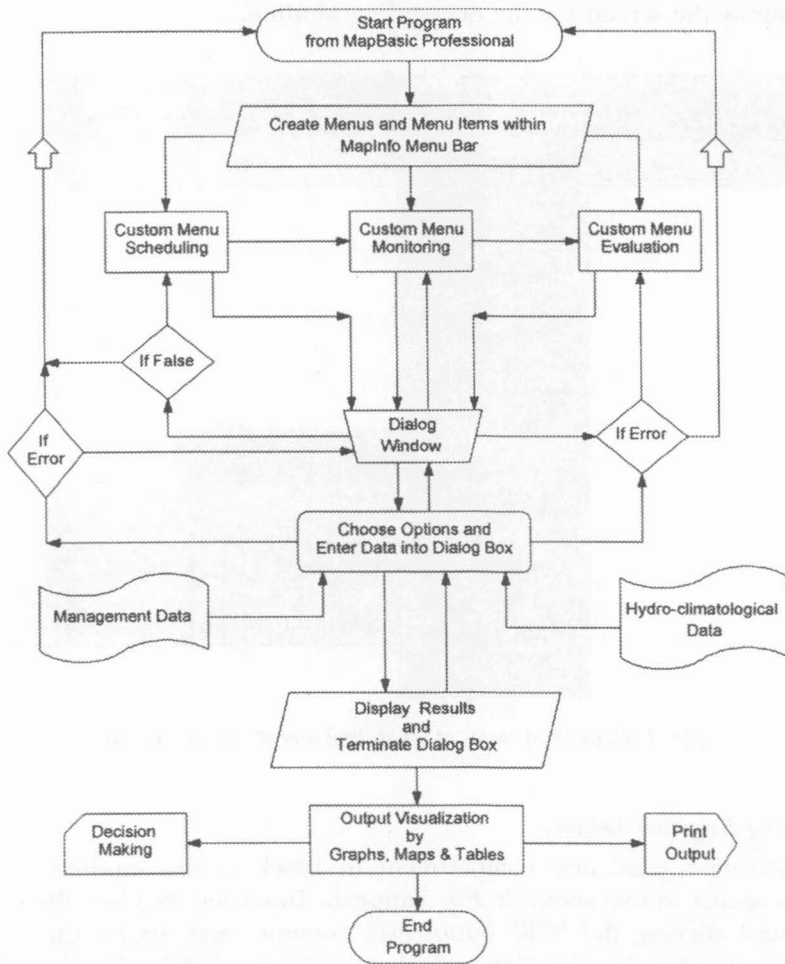 Start Program
from MapBasic Professional
Create Menus and Menu Items within
MapInfo Menu Bar
Custom Menu
Scheduling
Custom Menu
Monitoring
Custom Menu
Evaluation
If False
If
Error
Dialog
Window
If Error
Choose Options and
Enter Data into Dialog Box
Management Data
Hydro-climatological
Data
Display Results
and
Terminate Dialog Box
Output Visualization
by
Graphs, Maps & Tables
Decision
Making
Print
Output
End
Program